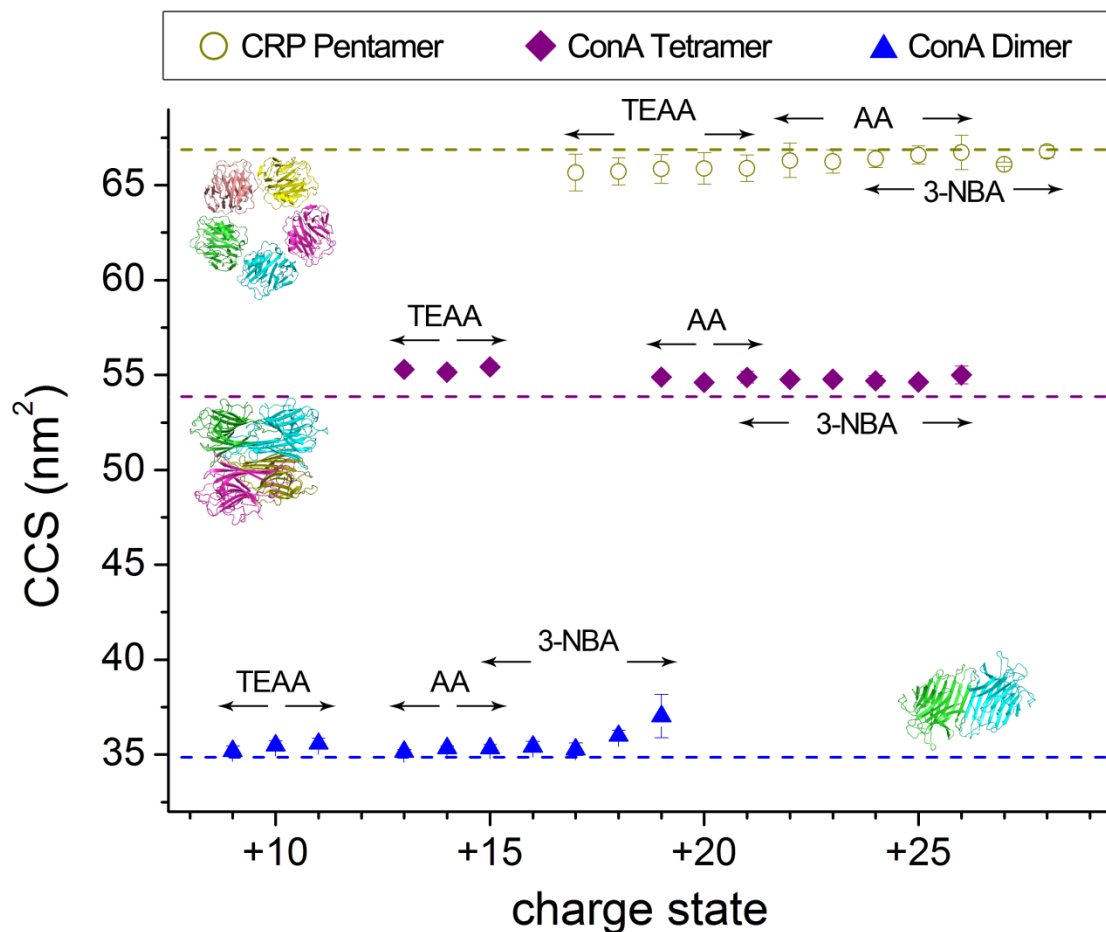 CRP Pentamer ConA Tetramer ConA Dimer
TEAA AA
65
3-NBA
60
TEAA AA
55
3-NBA
50
CCS (nm²)
45
40
3-NBA
TEAA AA
35
+10 +15 +20 +25
charge state